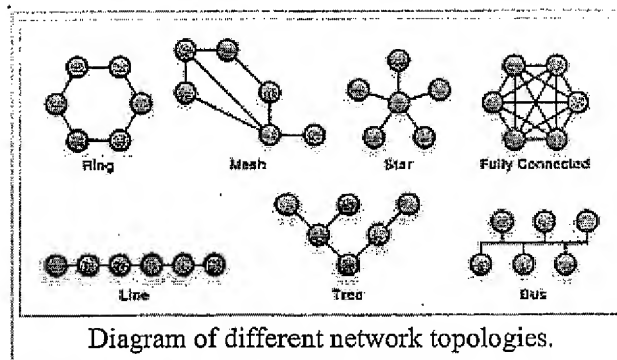 Ring
Mesh
Star
Fully Connected
Line
Tree
Bus
Diagram of different network topologies.